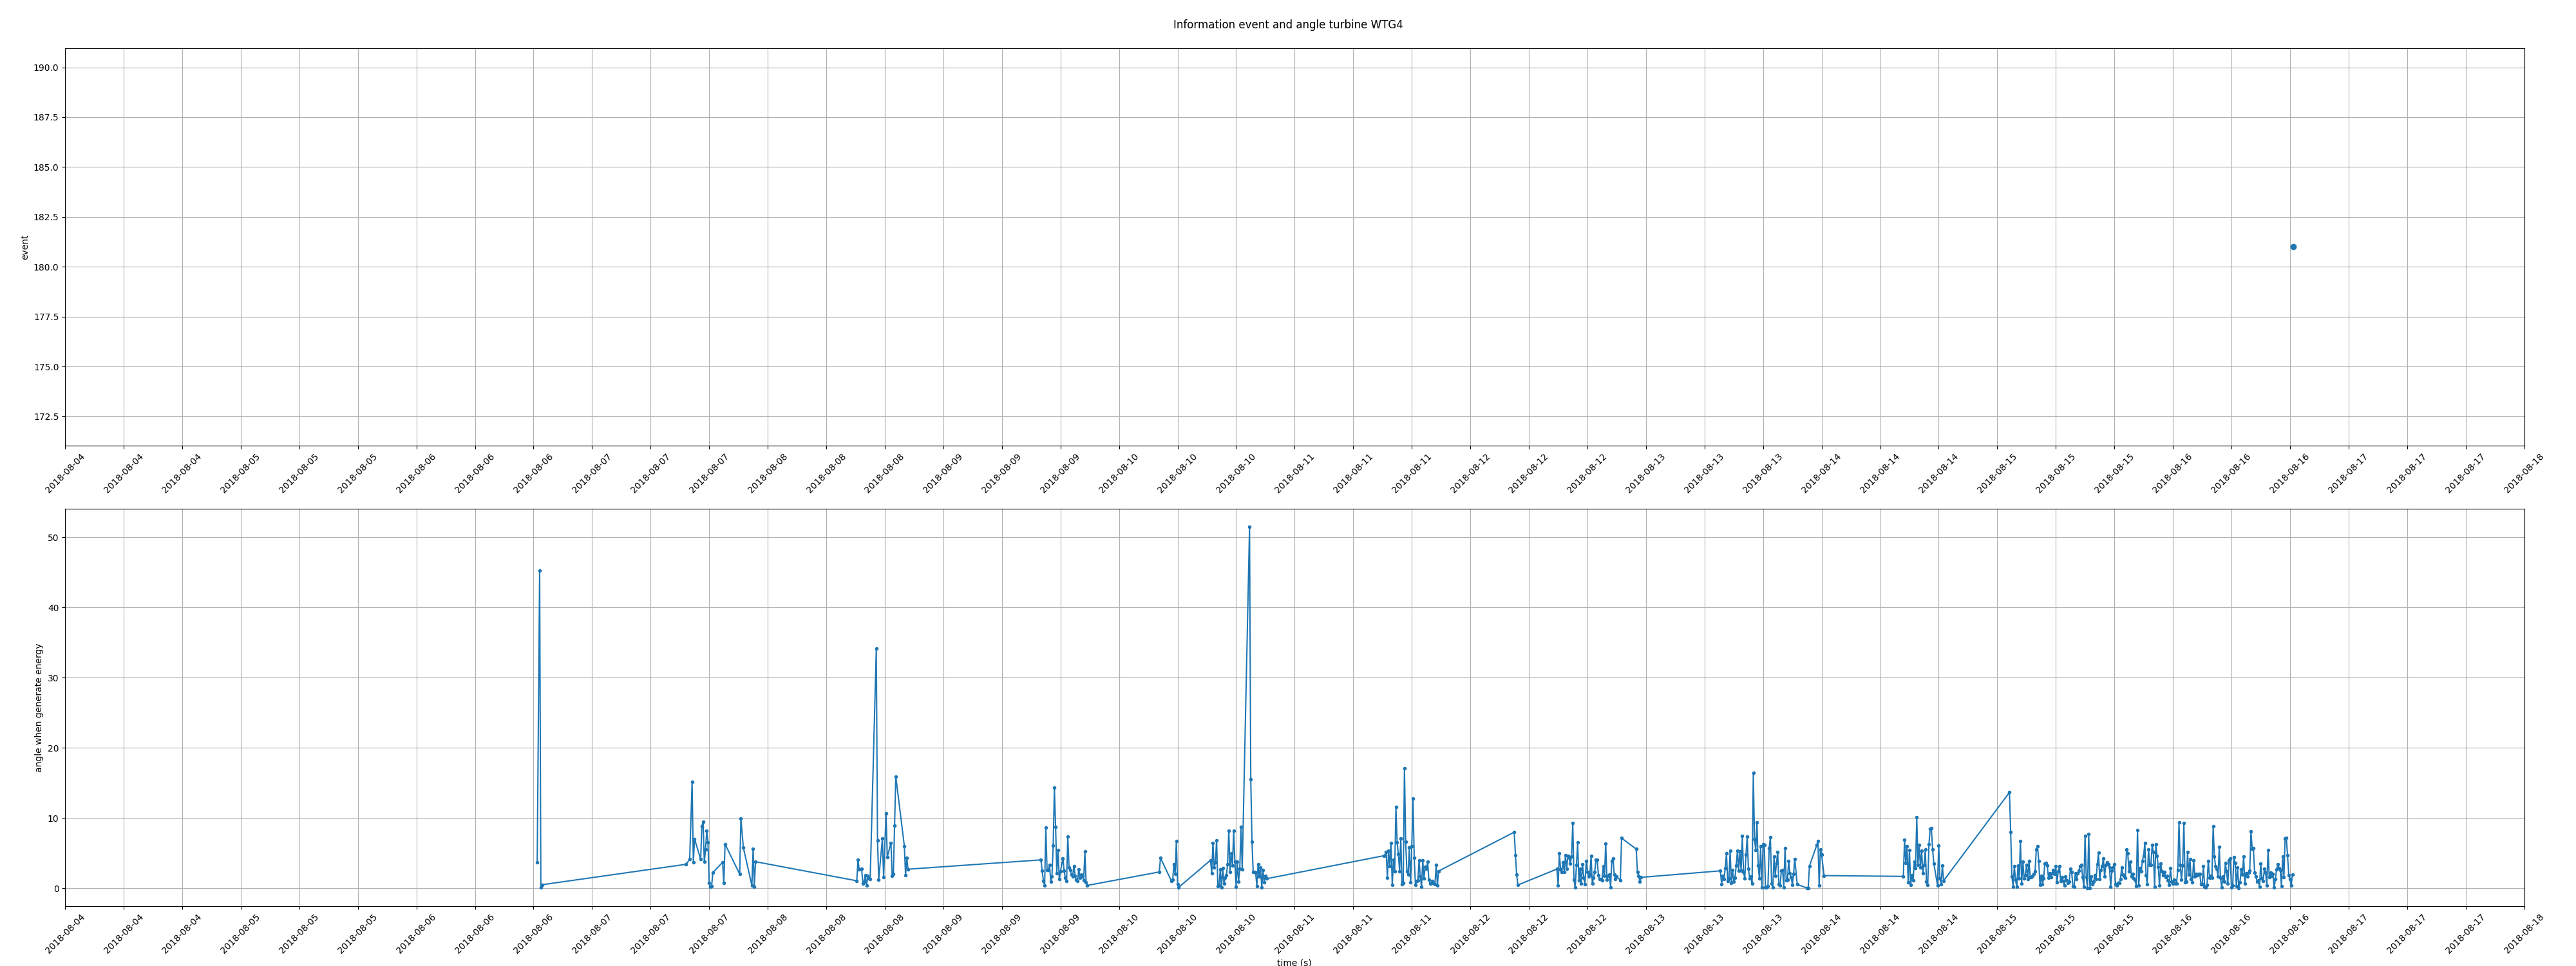 Information event and angle turbine WTG4
event
190.0
187.5
185.0
182.5
180.0
177.5
175.0
172.5
2018-08-04 2018-08-04 2018-08-04 2018-08-05 2018-08-05 2018-08-05 2018-08-06 2018-08-06 2018-08-06 2018-08-07 2018-08-07 2018-08-07 2018-08-08 2018-08-08 2018-08-08 2018-08-09 2018-08-09 2018-08-09 2018-08-10 2018-08-10 2018-08-10 2018-08-11 2018-08-11 2018-08-11 2018-08-12 2018-08-12 2018-08-12 2018-08-13 2018-08-13 2018-08-13 2018-08-14 2018-08-14 2018-08-14 2018-08-15 2018-08-15 2018-08-15 2018-08-16 2018-08-16 2018-08-16 2018-08-17 2018-08-17 2018-08-17 2018-08-18
angle when generate energy
50
40
30
20
10
0
2018-08-04 2018-08-04 2018-08-04 2018-08-05 2018-08-05 2018-08-05 2018-08-06 2018-08-06 2018-08-06 2018-08-07 2018-08-07 2018-08-07 2018-08-08 2018-08-08 2018-08-08 2018-08-09 2018-08-09 2018-08-09 2018-08-10 2018-08-10 2018-08-10 2018-08-11 2018-08-11 2018-08-11 2018-08-12 2018-08-12 2018-08-12 2018-08-13 2018-08-13 2018-08-13 2018-08-14 2018-08-14 2018-08-14 2018-08-15 2018-08-15 2018-08-15 2018-08-16 2018-08-16 2018-08-16 2018-08-17 2018-08-17 2018-08-17 2018-08-18
time (s)